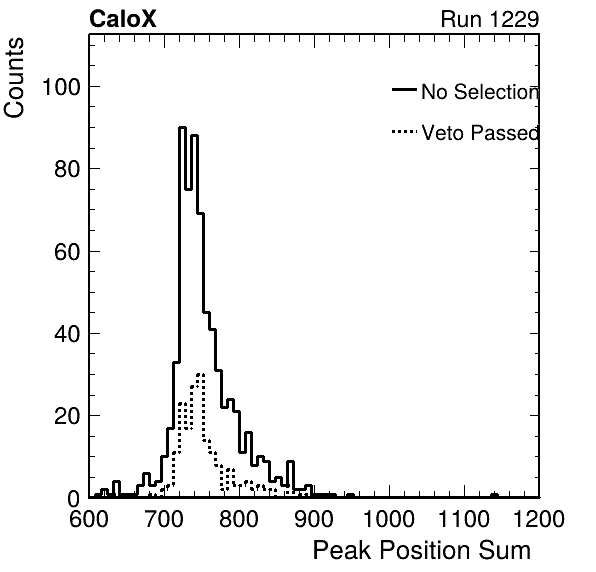 CaloX Run 1229
Counts
100
80
60
40
20
0
No Selection
Veto Passed
600 700 800 900 1000 1100 1200
Peak Position Sum